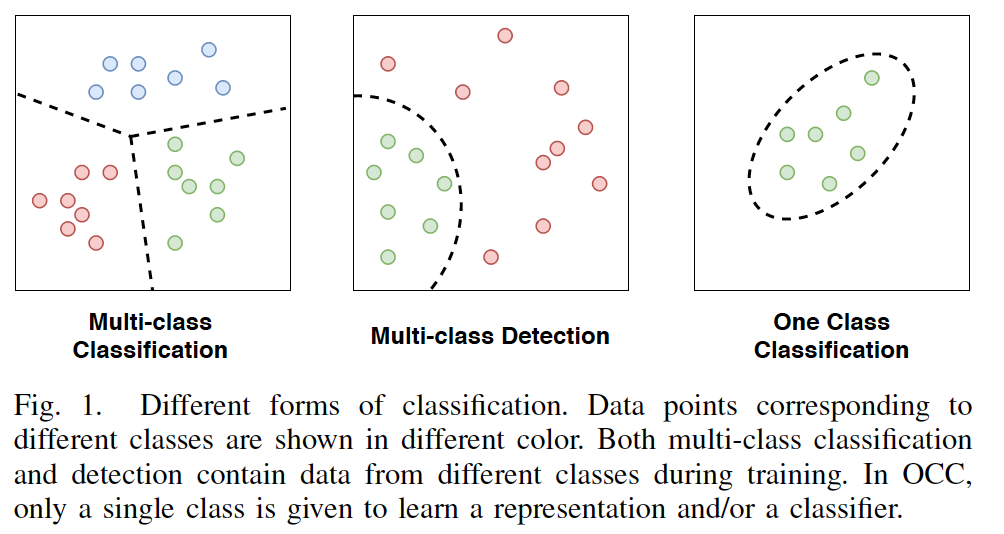 Multi-class
Classification
Multi-class Detection
One Class
Classification
Fig. 1. Different forms of classification. Data points corresponding to
different classes are shown in different color. Both multi-class classification
and detection contain data from different classes during training. In OCC,
only a single class is given to learn a representation and/or a classifier.